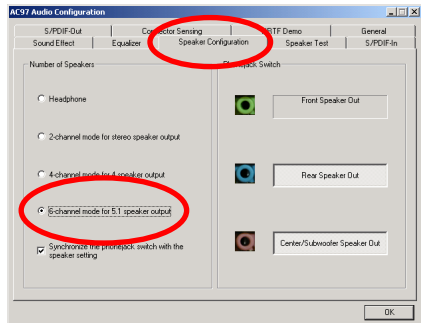 AC97 Audio Configuration
S/PDIF-Out
General
Sound Effect
Equalizer
Speaker Configuration
Speaker Test
S/PDIF-In
Number of Speakers
Switch
Headphone
Front Speaker Out
2-channel mode for stereo speaker output
4-channel mode for 4 speaker output
Rear Speaker Out
6-channel mode for 5.1 speaker output
Synchronize the phonejack switch with the
speaker setting
Center/Subwoofer Speaker Out
OK